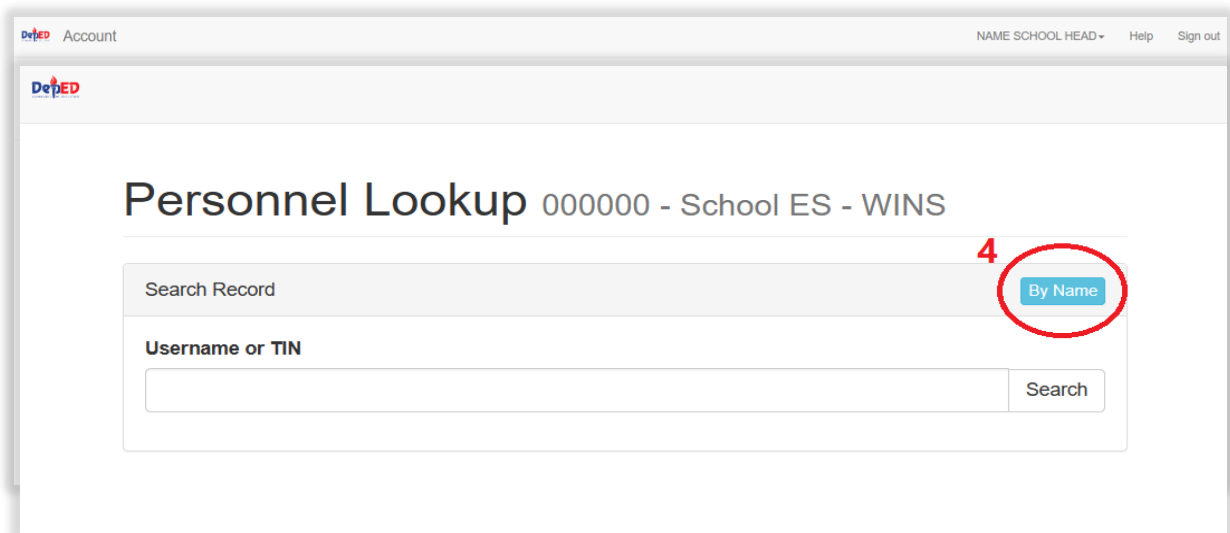 DepED Account NAME SCHOOL HEAD Help Sign out
DepED
Personnel Lookup 000000 - School ES - WINS
4
Search Record By Name
Username or TIN
Search